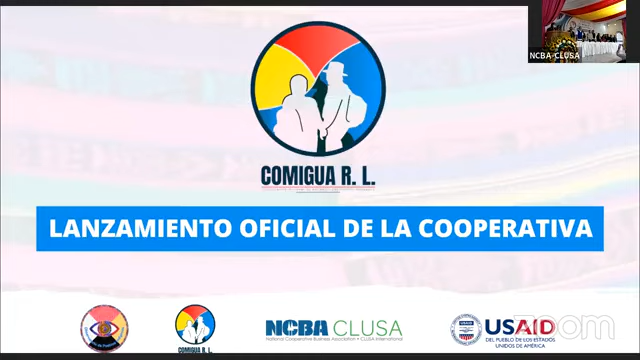 NCBA-CLUSA
COMIGUA R. L.
LANZAMIENTO OFICIAL DE LA COOPERATIVA
COMIGUA R. L.
NCBA CLUSA
National Cooperative Business Association • CLUSA International
USAID
DEL PUEBLO DE LOS ESTADOS
UNIDOS DE AMÉRICA
zoom